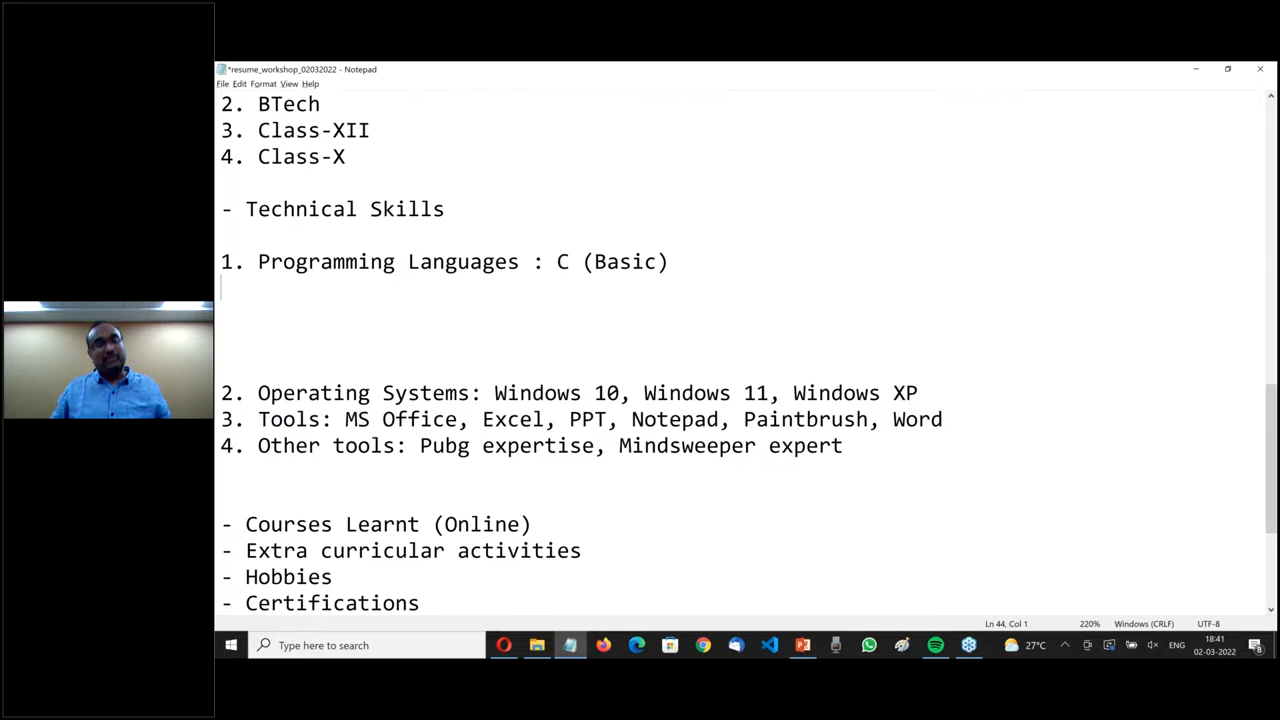 *resume_workshop_02032022 - Notepad
File Edit Format View Help
2. BTech
3. Class-XII
4. Class-X
- Technical Skills
1. Programming Languages : C (Basic)
2. Operating Systems: Windows 10, Windows 11, Windows XP
3. Tools: MS Office, Excel, PPT, Notepad, Paintbrush, Word
4. Other tools: Pubg expertise, Mindsweeper expert
- Courses Learnt (Online)
- Extra curricular activities
- Hobbies
- Certifications
Ln 44, Col 1 220% Windows (CRLF) UTF-8
Type here to search 27°C ENG 18:41
02-03-2022 8